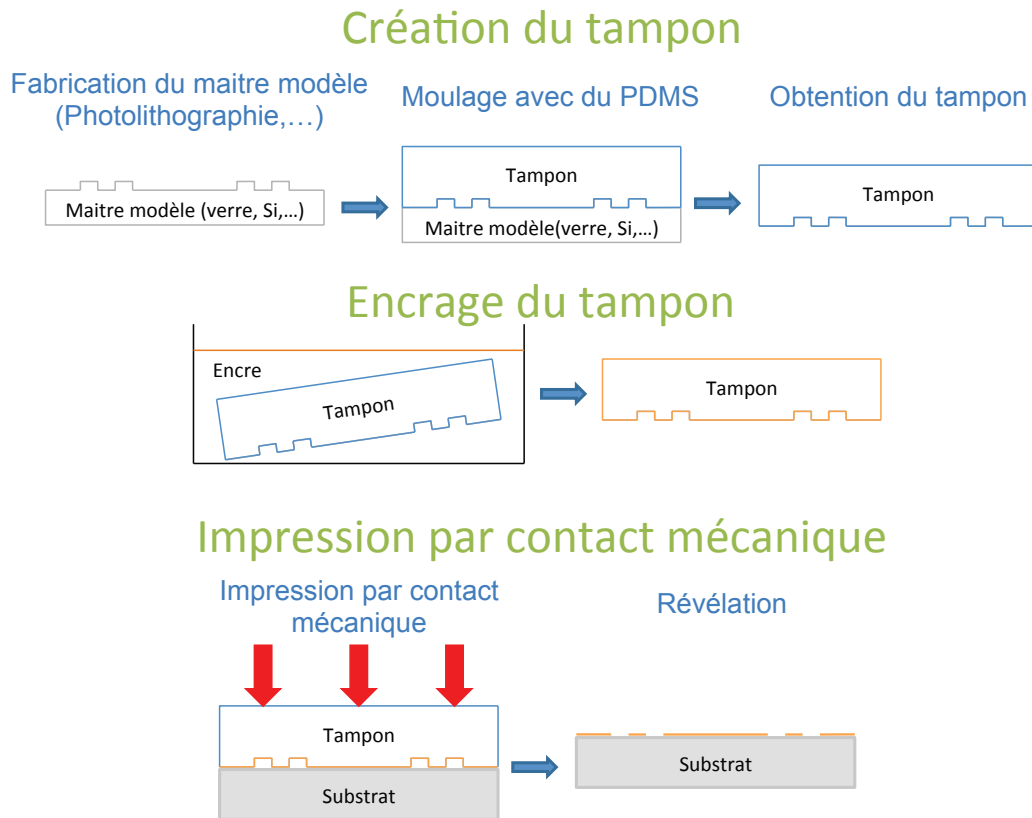 Création du tampon
Fabrication du maitre modèle
(Photolithographie,…)
Moulage avec du PDMS
Obtention du tampon
Maitre modèle (verre, Si,…)
Tampon
Maitre modèle(verre, Si,…)
Tampon
Encrage du tampon
Encre
Tampon
Tampon
Impression par contact mécanique
Impression par contact
mécanique
Révélation
Tampon
Substrat
Substrat